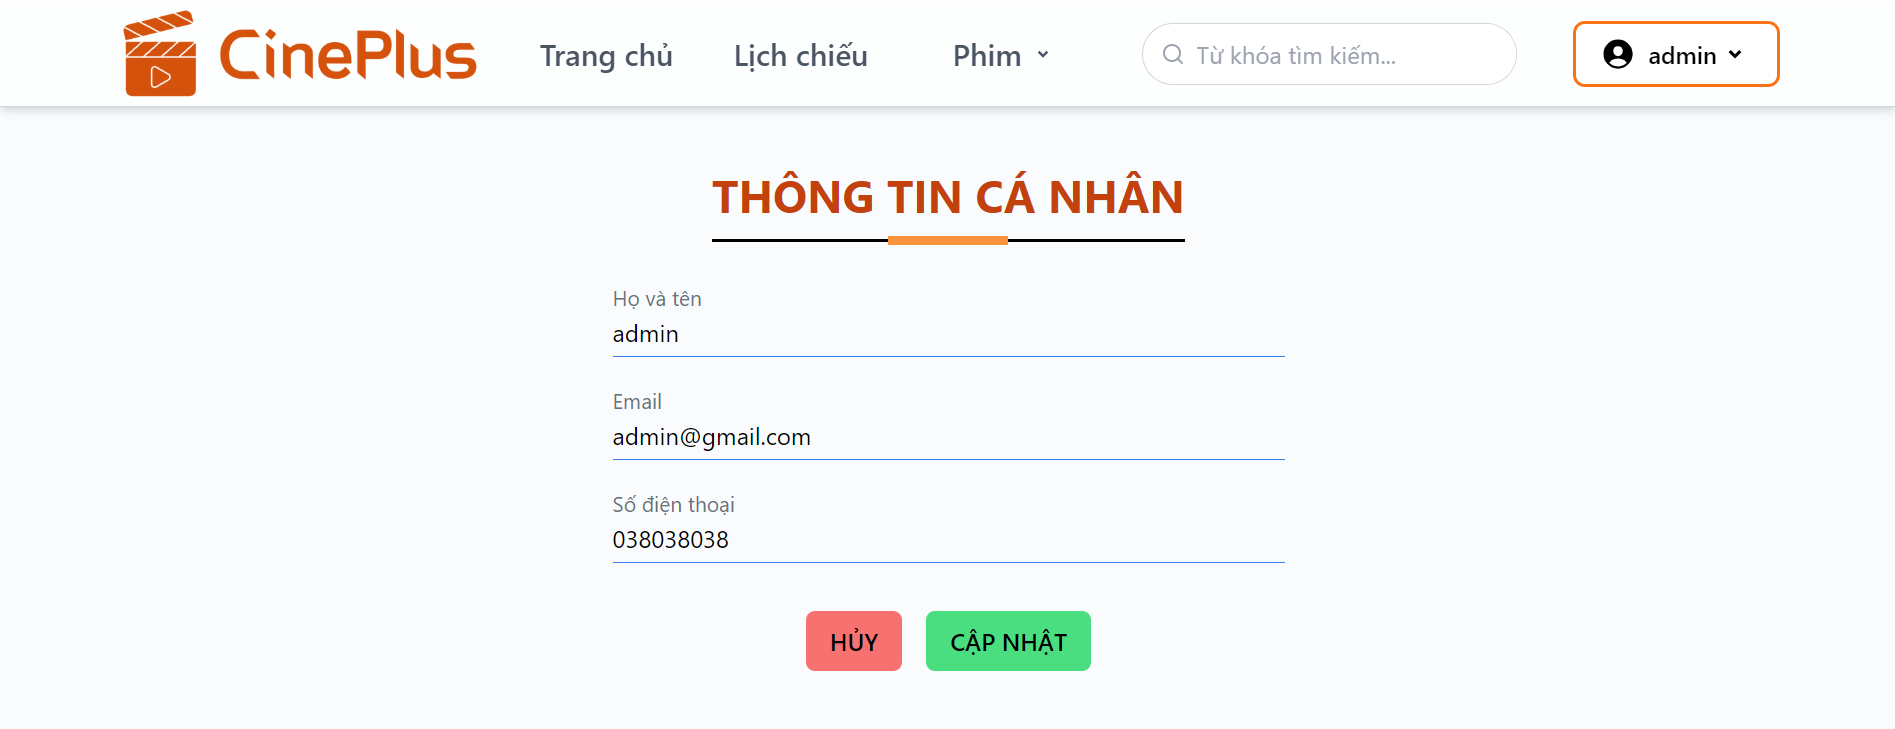 CinePlus
Trang chủ
Lịch chiếu
Phim
Từ khóa tìm kiếm...
admin
THÔNG TIN CÁ NHÂN
Họ và tên
admin
Email
admin@gmail.com
Số điện thoại
038038038
HỦY
CẬP NHẬT